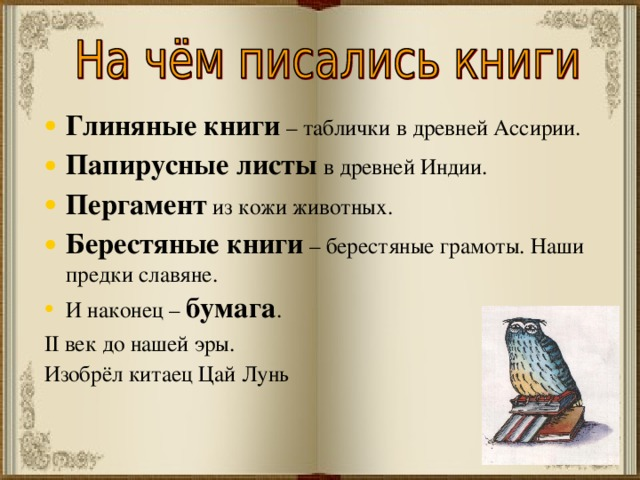 На чём писались книги
• Глиняные книги – таблички в древней Ассирии.
• Папирусные листы в древней Индии.
• Пергамент из кожи животных.
• Берестяные книги – берестяные грамоты. Наши
предки славяне.
• И наконец – бумага.
II век до нашей эры.
Изобрёл китаец Цай Лунь